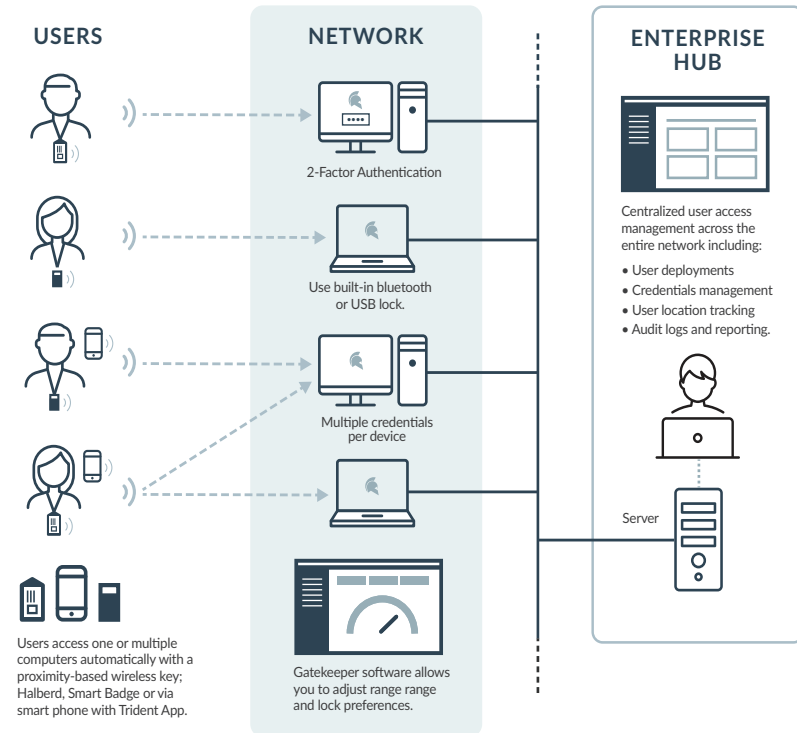 USERS
NETWORK
ENTERPRISE
HUB
2-Factor Authentication
Use built-in bluetooth
or USB lock.
Multiple credentials
per device
Users access one or multiple
computers automatically with a
proximity-based wireless key;
Halberd, Smart Badge or via
smart phone with Trident App.
Gatekeeper software allows
you to adjust range range
and lock preferences.
Centralized user access
management across the
entire network including:
• User deployments
• Credentials management
• User location tracking
• Audit logs and reporting.
Server